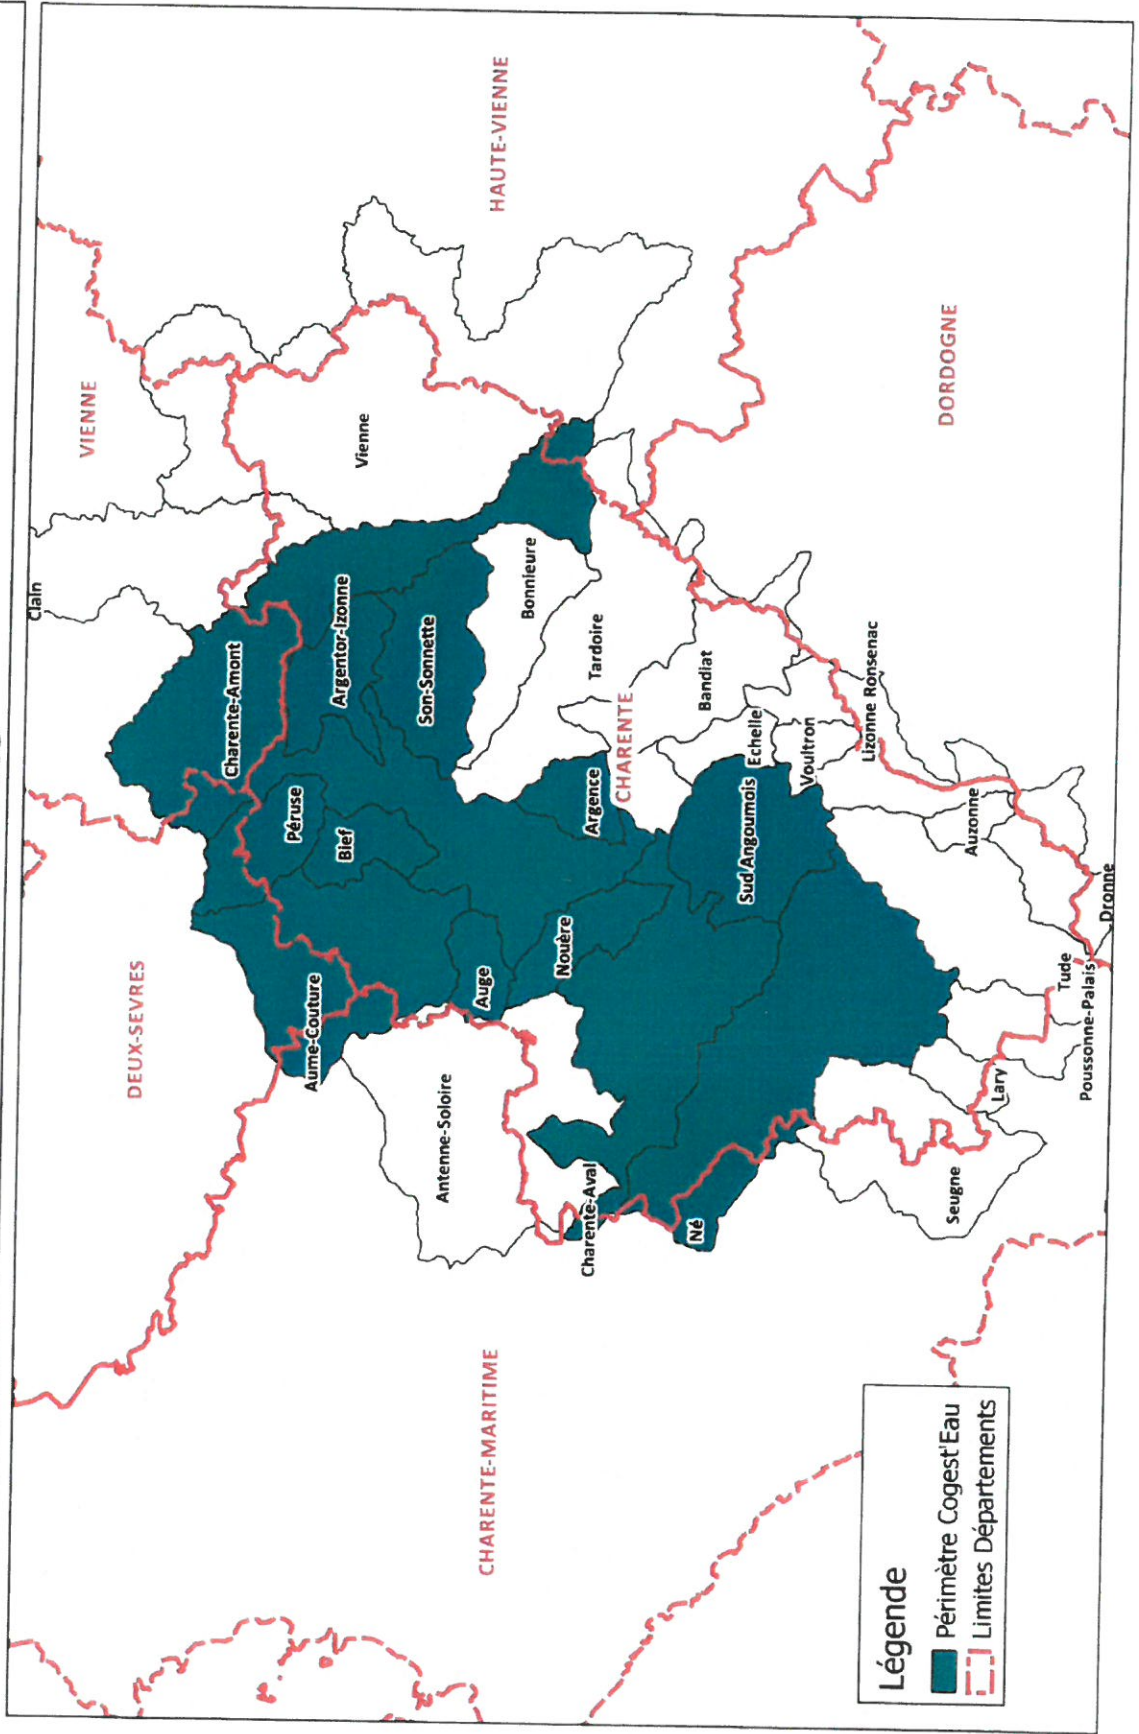 DEUX-SEVRES
VIENNE
HAUTE-VIENNE
CHARENTE-MARITIME
CHARENTE
DORDOGNE
Clain
Charente-Amont
Vienne
Péruse
Argentor-Izonne
Bief
Aume-Couture
Son-Sonnette
Antenne-Soloire
Auge
Bonnieure
Nouère
Argence
Tardoire
Charente-Aval
Né
Bandiat
Sud Angoumois
Echelle
Voultron
Lizonne Ronsenac
Seugne
Auzonne
Lary
Tude
Poussonne-Palais
Dronne
Légende
Périmètre Cogest'Eau
Limites Départements